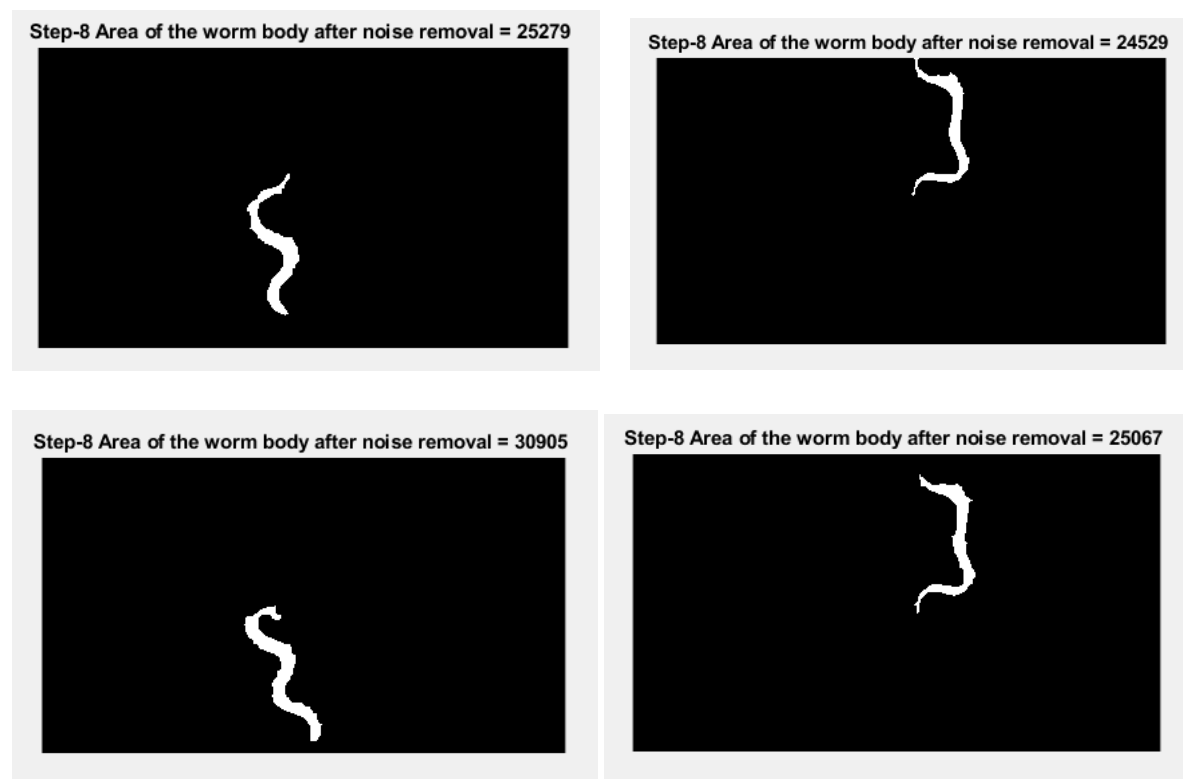 Step-8 Area of the worm body after noise removal = 25279
Step-8 Area of the worm body after noise removal = 24529
Step-8 Area of the worm body after noise removal = 30905
Step-8 Area of the worm body after noise removal = 25067